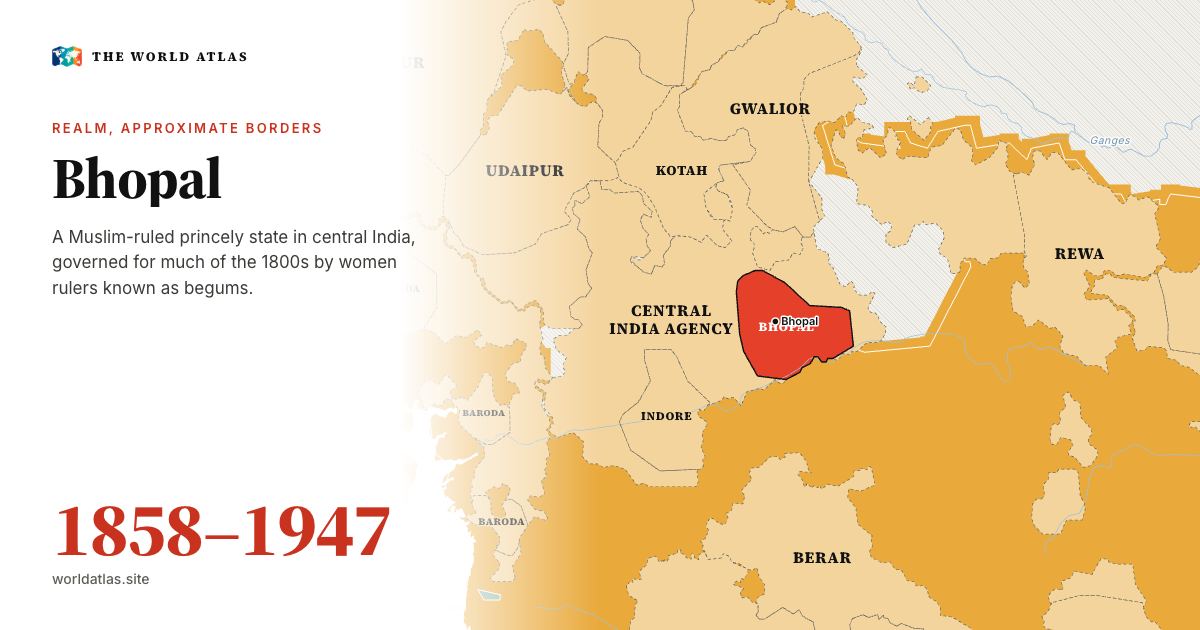 THE WORLD ATLAS
REALM, APPROXIMATE BORDERS
Bhopal
A Muslim-ruled princely state in central India,
governed for much of the 1800s by women
rulers known as begums.
1858–1947
worldatlas.site
GWALIOR
Ganges
UDAIPUR
KOTAH
REWA
CENTRAL
INDIA AGENCY
BHOPAL
Bhopal
BARODA
INDORE
BARODA
BERAR